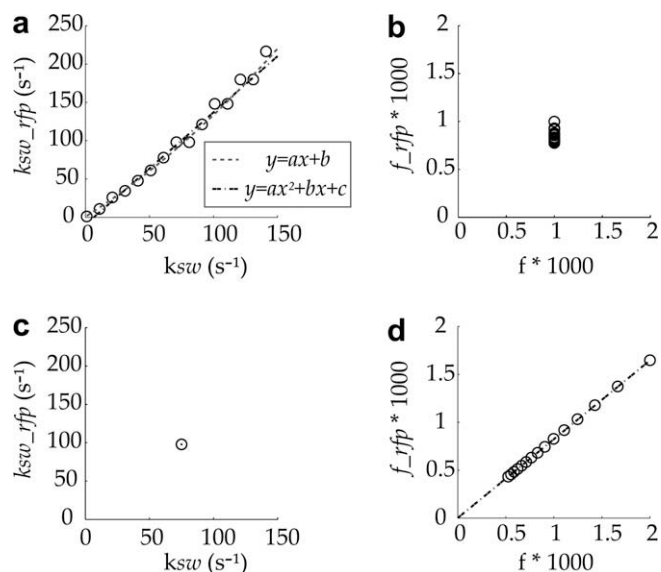 a
250
200
150
100
50
0
ksw_rfp (s⁻¹)
0 50 100 150
ksw (s⁻¹)
y=ax+b
y=ax²+bx+c
b
2
1.5
1
0.5
0
f_rfp * 1000
0 0.5 1 1.5 2
f * 1000
c
250
200
150
100
50
0
ksw_rfp (s⁻¹)
0 50 100 150
ksw (s⁻¹)
d
2
1.5
1
0.5
0
f_rfp * 1000
0 0.5 1 1.5 2
f * 1000